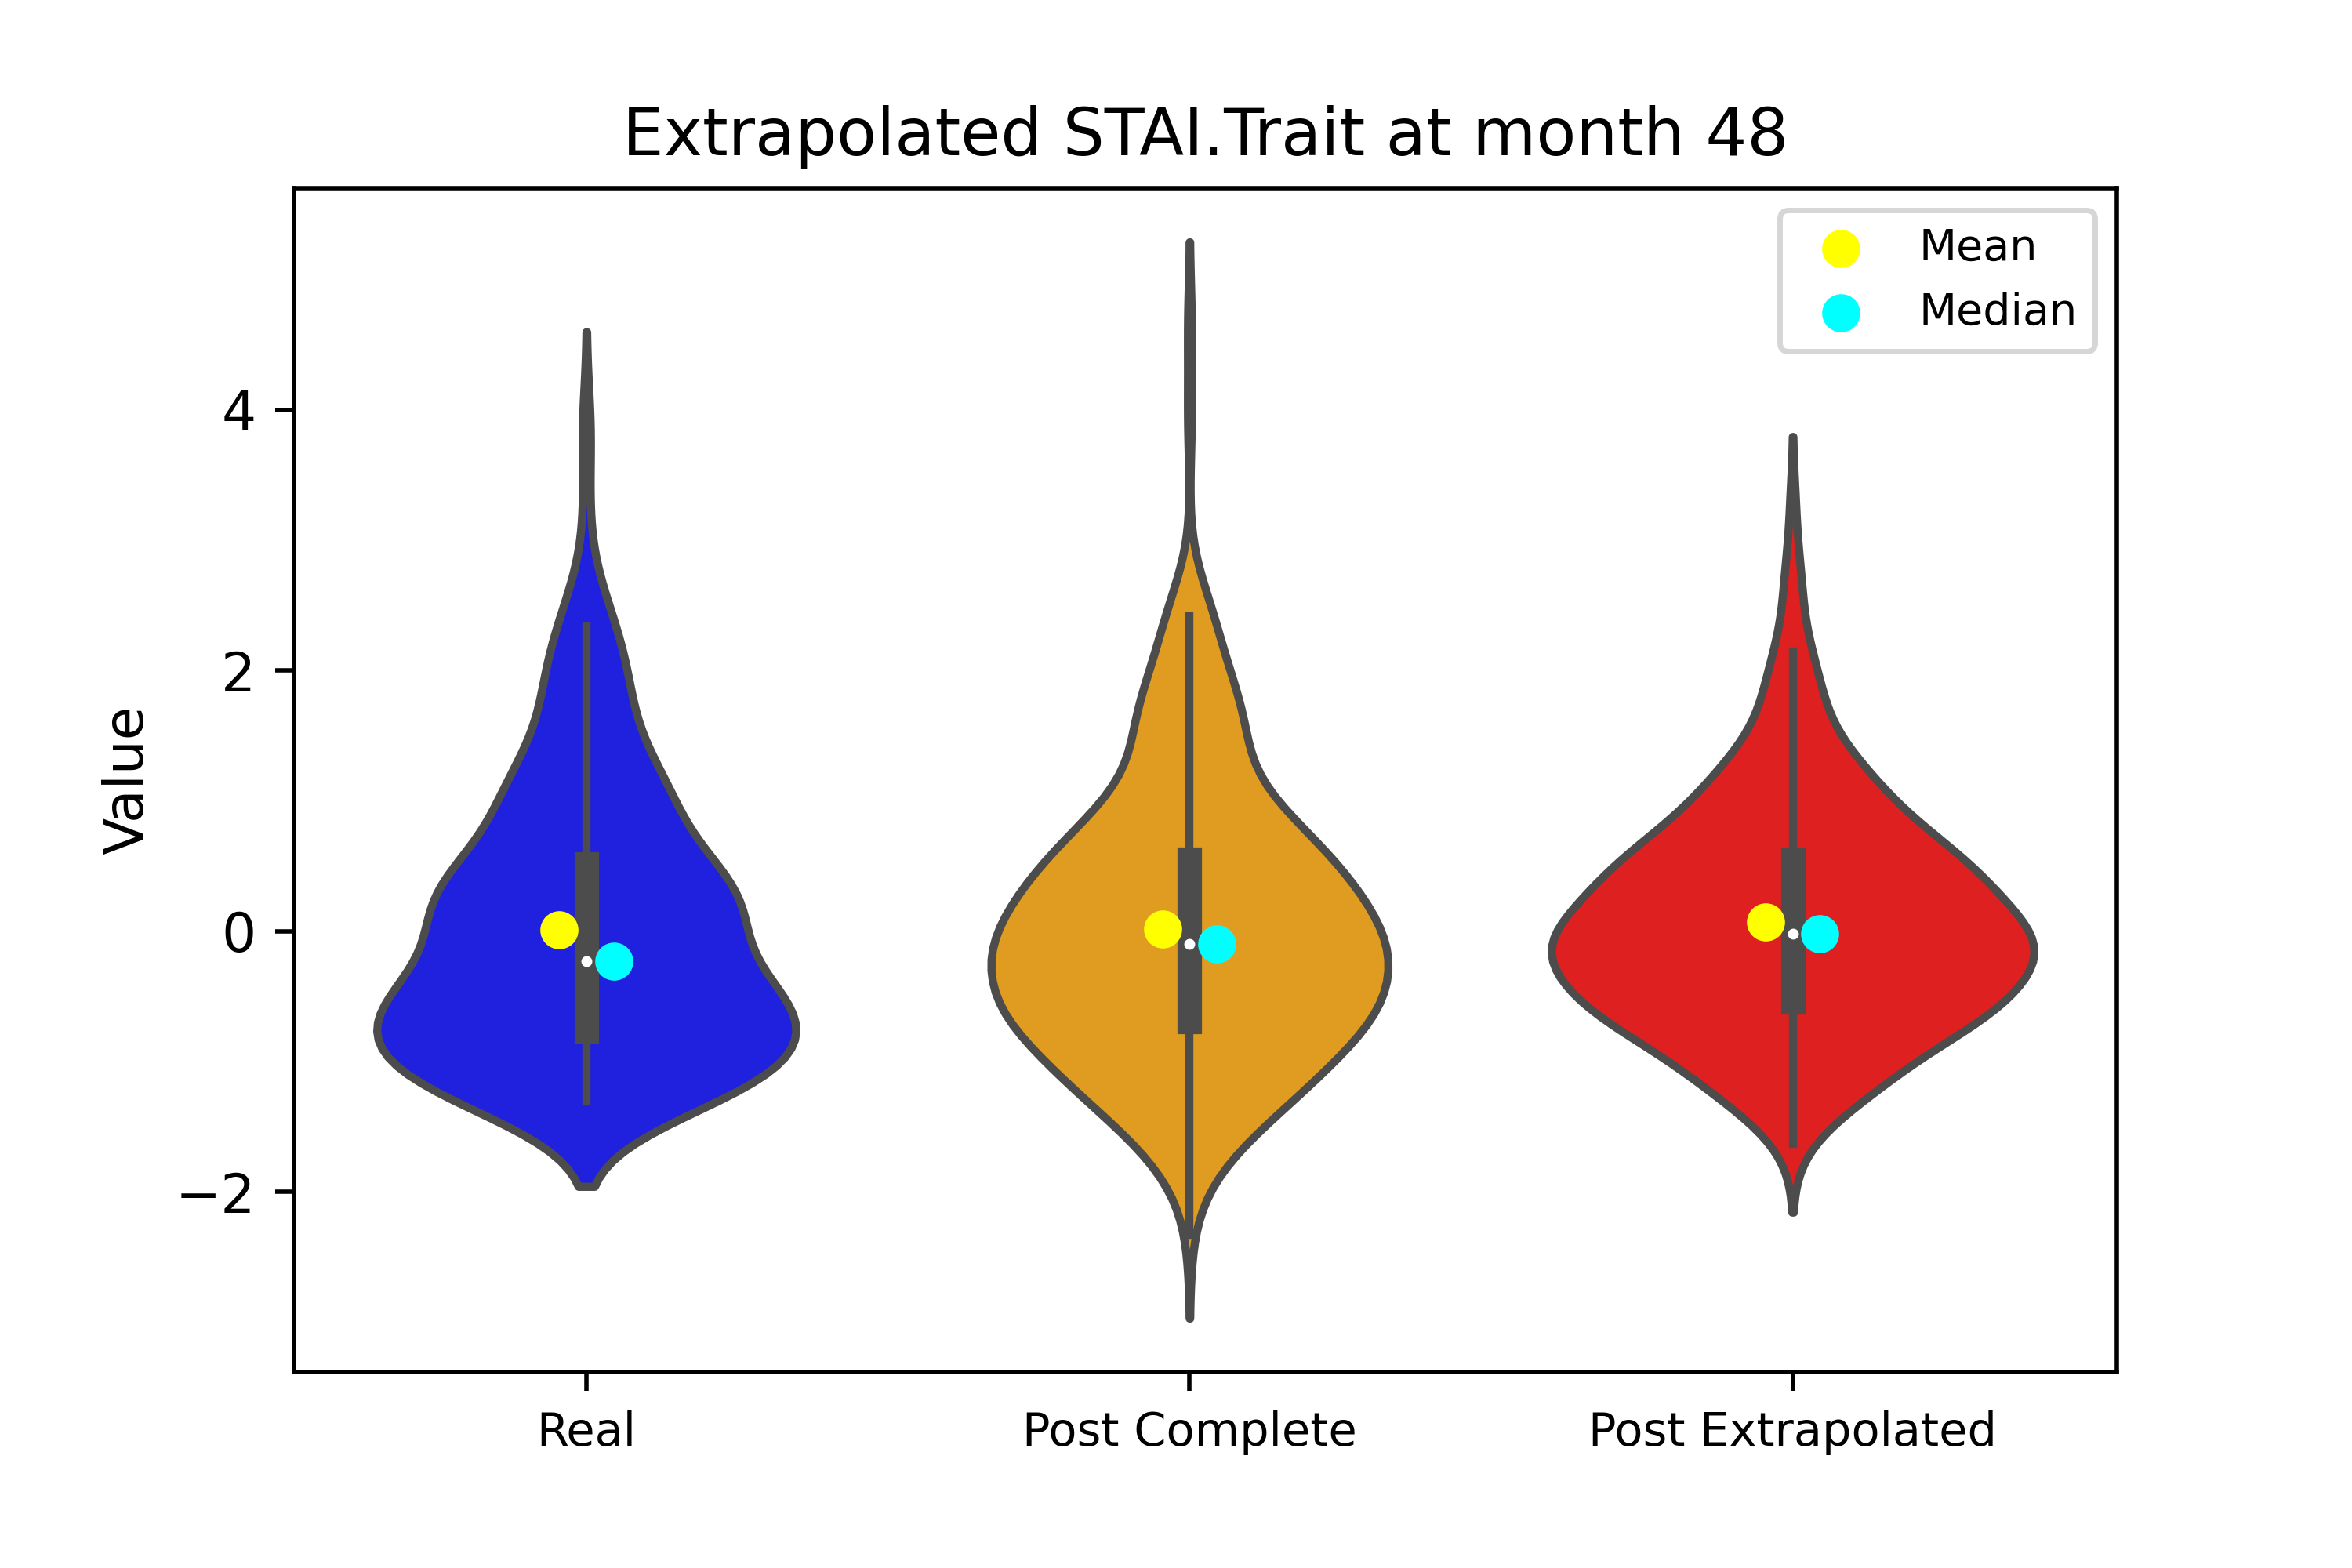 Extrapolated STAI.Trait at month 48
Mean
Median
4
2
0
−2
Value
Real
Post Complete
Post Extrapolated